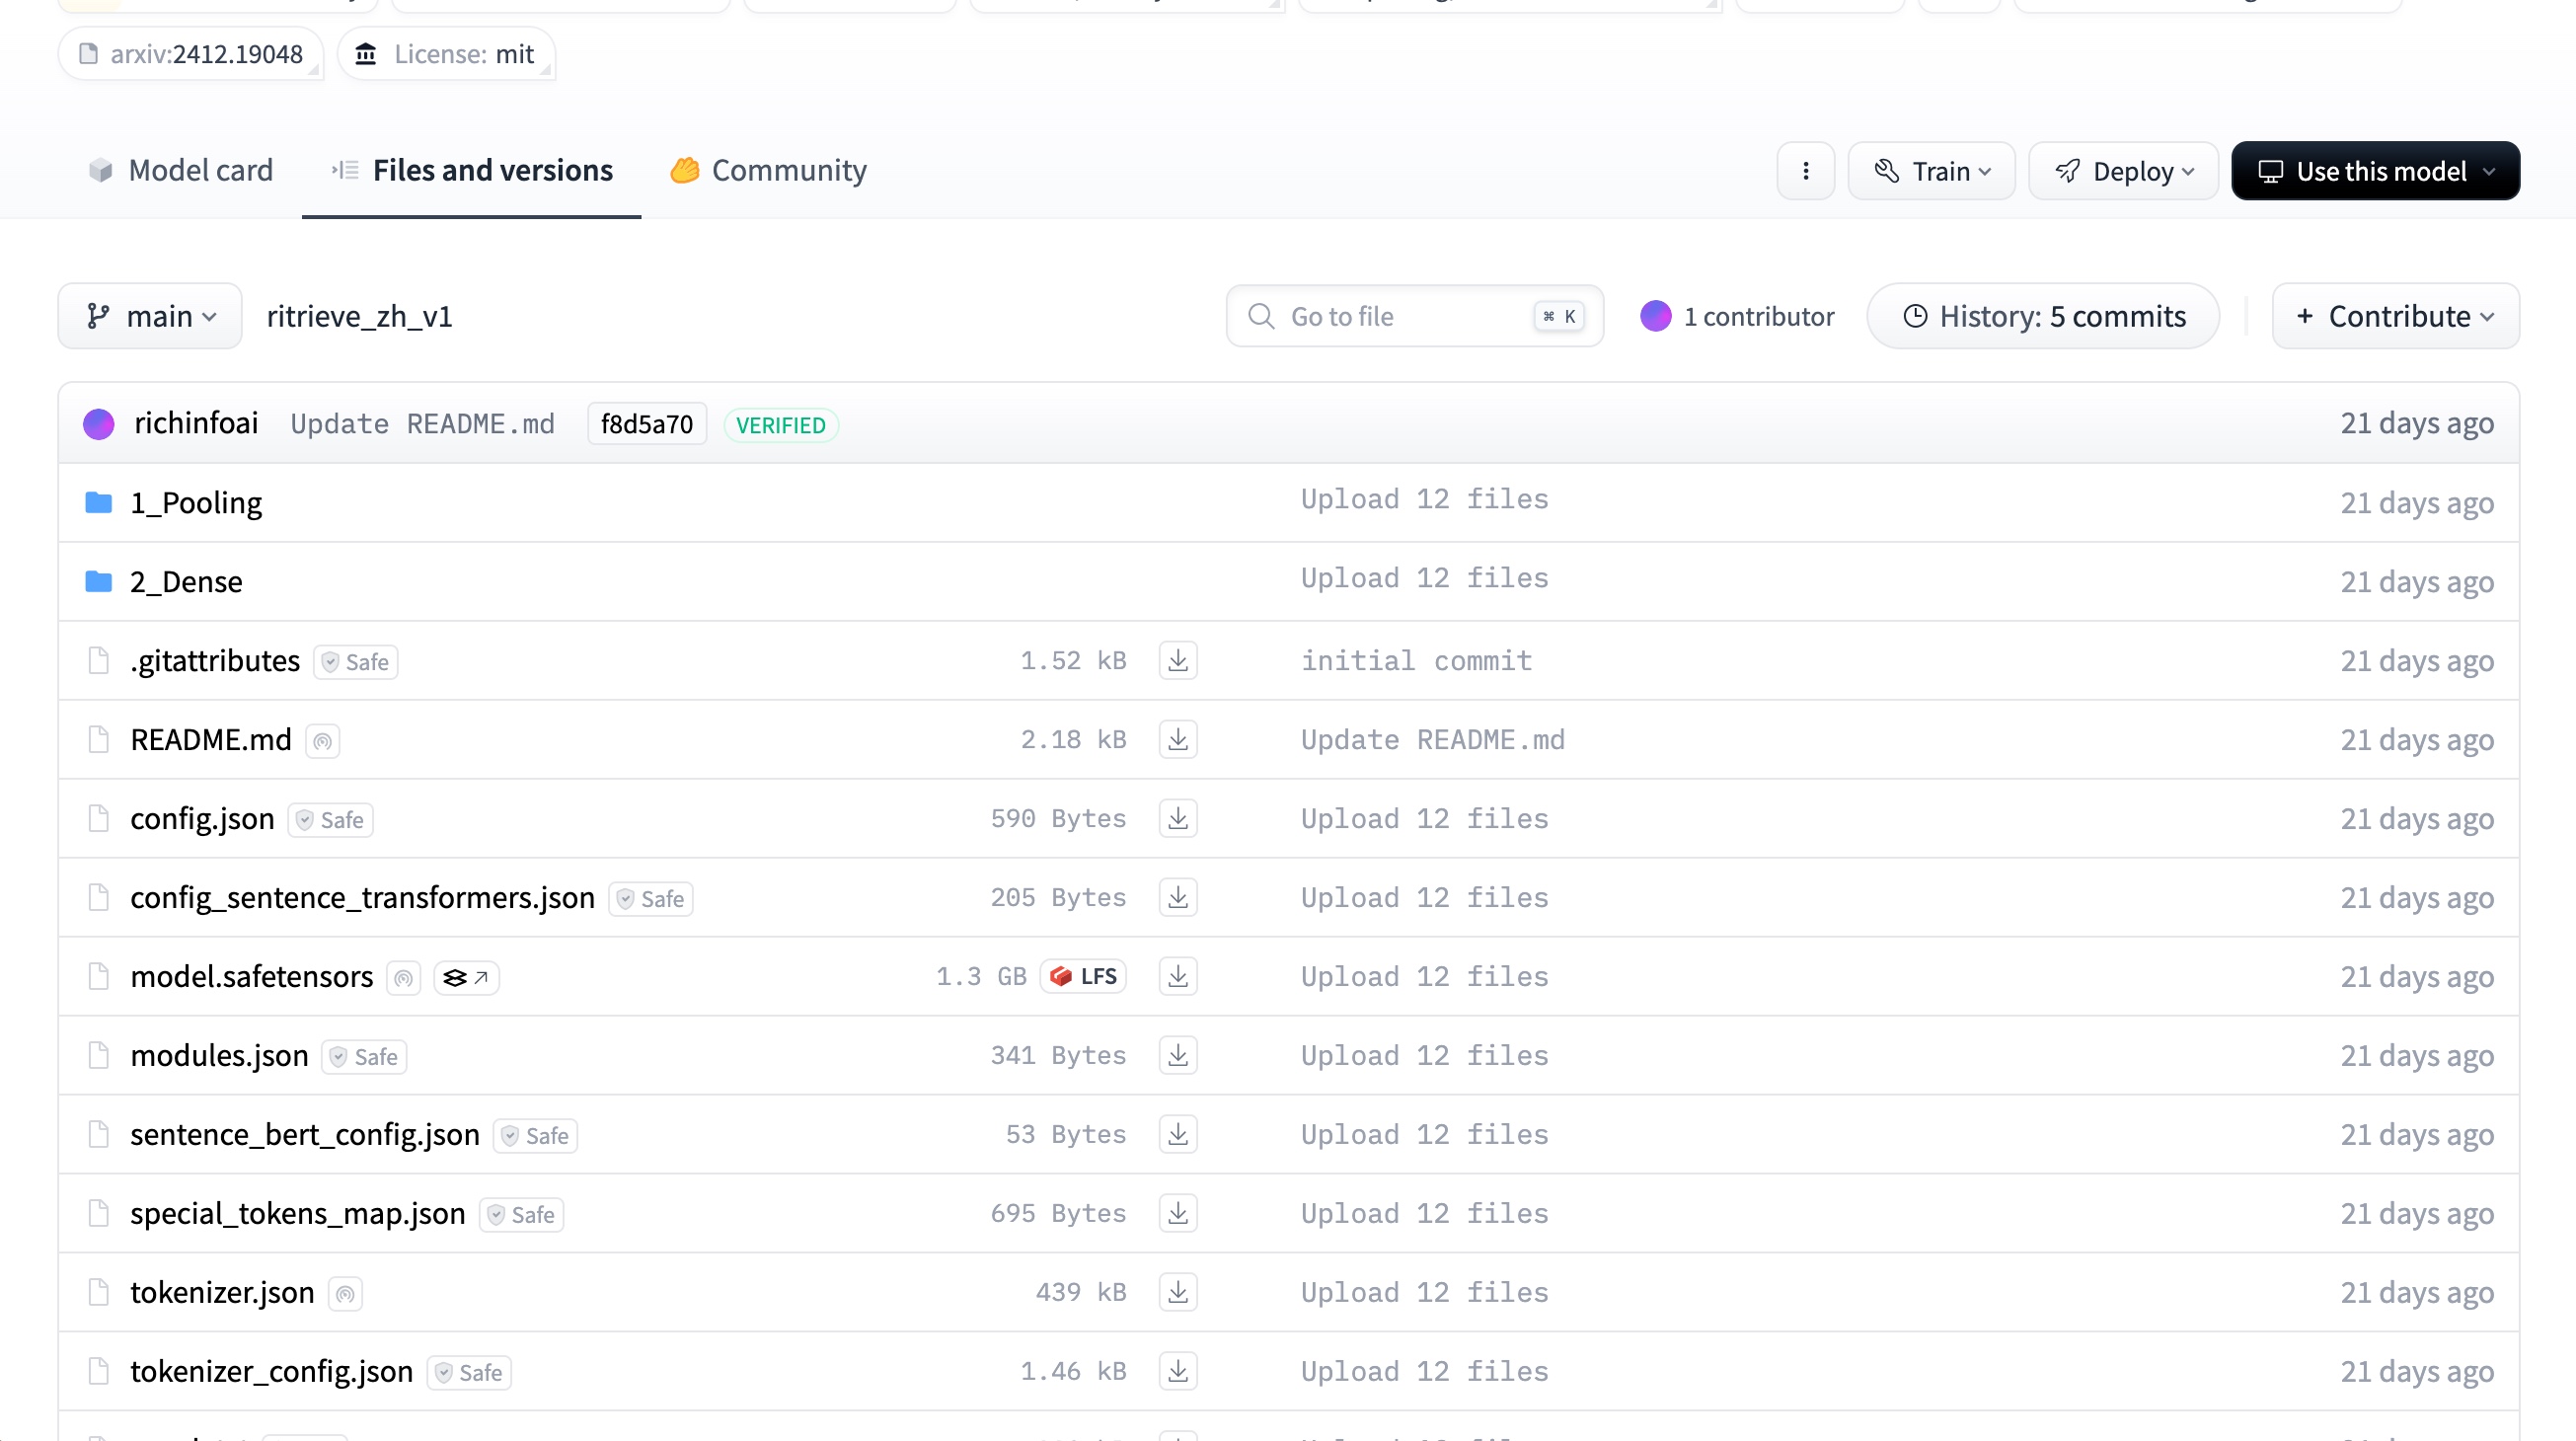 arxiv:2412.19048 License: mit
Model card Files and versions Community Train Deploy Use this model
main ritrieve_zh_v1 Go to file ⌘ K 1 contributor History: 5 commits + Contribute
richinfoai Update README.md f8d5a70 VERIFIED 21 days ago
1_Pooling Upload 12 files 21 days ago
2_Dense Upload 12 files 21 days ago
.gitattributes Safe 1.52 kB initial commit 21 days ago
README.md 2.18 kB Update README.md 21 days ago
config.json Safe 590 Bytes Upload 12 files 21 days ago
config_sentence_transformers.json Safe 205 Bytes Upload 12 files 21 days ago
model.safetensors 1.3 GB LFS Upload 12 files 21 days ago
modules.json Safe 341 Bytes Upload 12 files 21 days ago
sentence_bert_config.json Safe 53 Bytes Upload 12 files 21 days ago
special_tokens_map.json Safe 695 Bytes Upload 12 files 21 days ago
tokenizer.json 439 kB Upload 12 files 21 days ago
tokenizer_config.json Safe 1.46 kB Upload 12 files 21 days ago